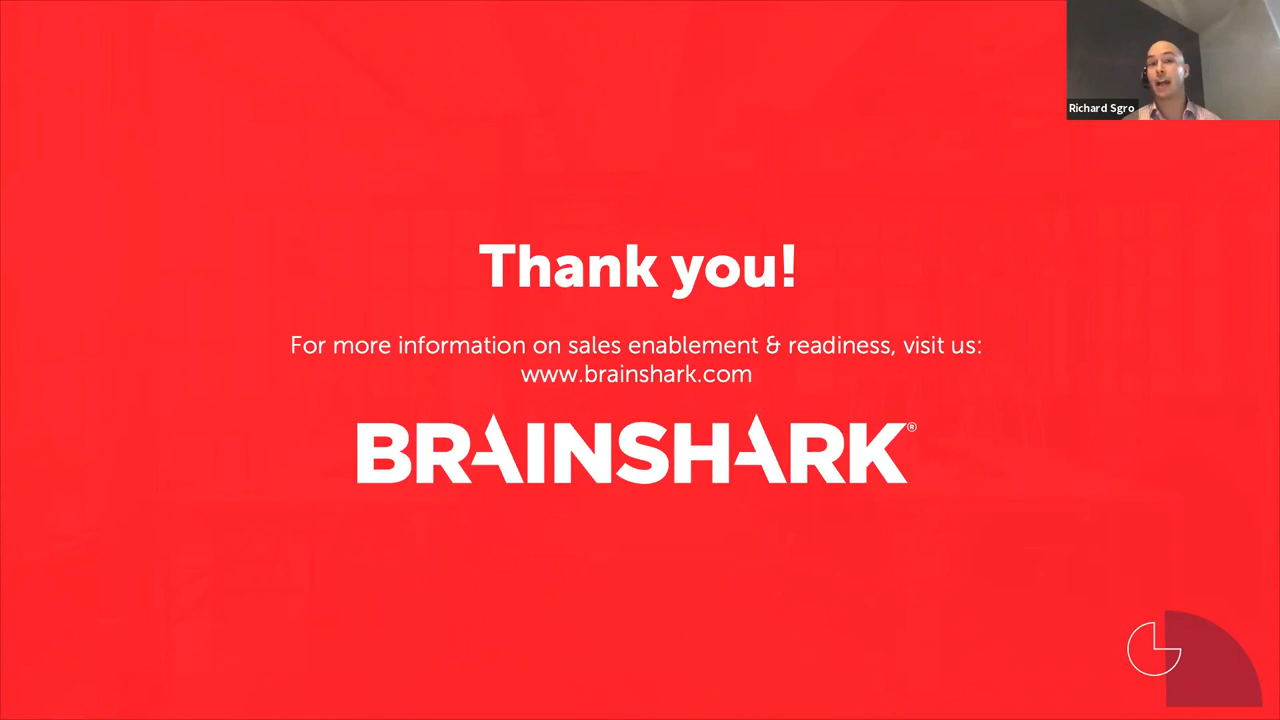 Richard Sgro
Thank you!
For more information on sales enablement & readiness, visit us:
www.brainshark.com
BRAINSHARK®